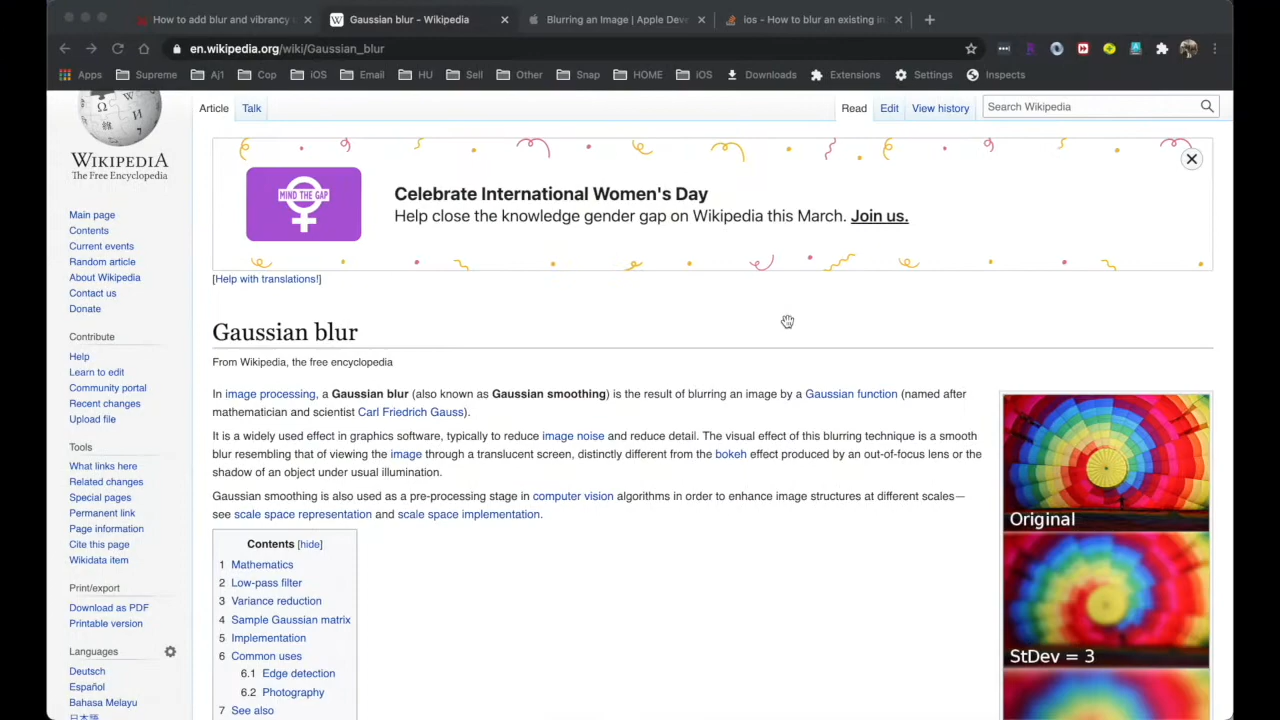 How to add blur and vibrancy
Gaussian blur - Wikipedia
Blurring an Image | Apple Deve
ios - How to blur an existing in
en.wikipedia.org/wiki/Gaussian_blur
Apps Supreme Aj1 Cop iOS Email HU Sell Other Snap HOME iOS Downloads Extensions Settings Inspects
WIKIPEDIA
The Free Encyclopedia
Main page
Contents
Current events
Random article
About Wikipedia
Contact us
Donate
Contribute
Help
Learn to edit
Community portal
Recent changes
Upload file
Tools
What links here
Related changes
Special pages
Permanent link
Page information
Cite this page
Wikidata item
Print/export
Download as PDF
Printable version
Languages
Deutsch
Español
Bahasa Melayu
日本語
Article Talk
Read Edit View history
Search Wikipedia
MIND THE GAP
Celebrate International Women's Day
Help close the knowledge gender gap on Wikipedia this March. Join us.
[Help with translations!]
Gaussian blur
From Wikipedia, the free encyclopedia
In image processing, a Gaussian blur (also known as Gaussian smoothing) is the result of blurring an image by a Gaussian function (named after
mathematician and scientist Carl Friedrich Gauss).
It is a widely used effect in graphics software, typically to reduce image noise and reduce detail. The visual effect of this blurring technique is a smooth
blur resembling that of viewing the image through a translucent screen, distinctly different from the bokeh effect produced by an out-of-focus lens or the
shadow of an object under usual illumination.
Gaussian smoothing is also used as a pre-processing stage in computer vision algorithms in order to enhance image structures at different scales—
see scale space representation and scale space implementation.
Contents [hide]
1 Mathematics
2 Low-pass filter
3 Variance reduction
4 Sample Gaussian matrix
5 Implementation
6 Common uses
6.1 Edge detection
6.2 Photography
7 See also
Original
StDev = 3